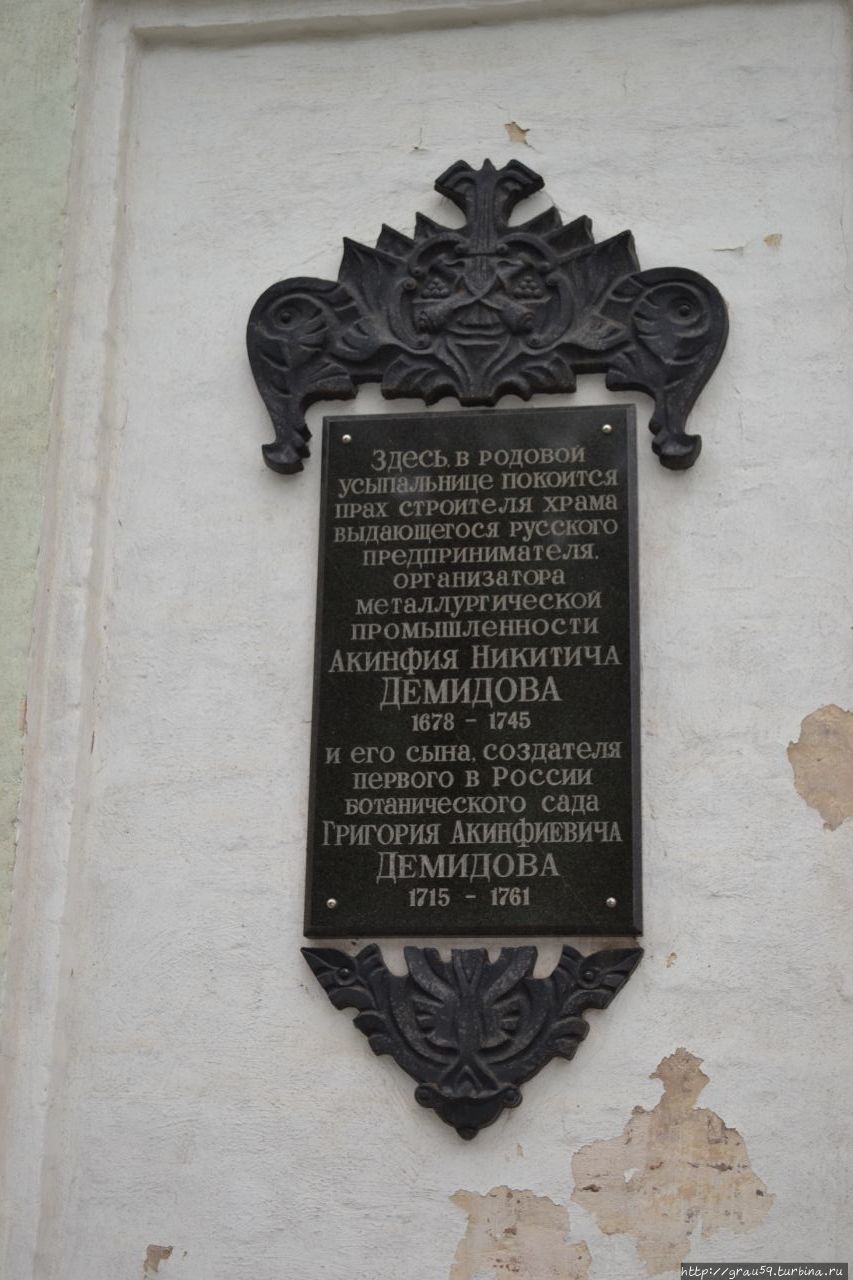 Здесь, в родовой
усыпальнице покоится
прах строителя храма
выдающегося русского
предпринимателя,
организатора
металлургической
промышленности
Акинфия Никитича
ДЕМИДОВА
1678 - 1745
и его сына, создателя
первого в России
ботанического сада
Григория Акинфиевича
ДЕМИДОВА
1715 - 1761
http://grau59.turbina.ru